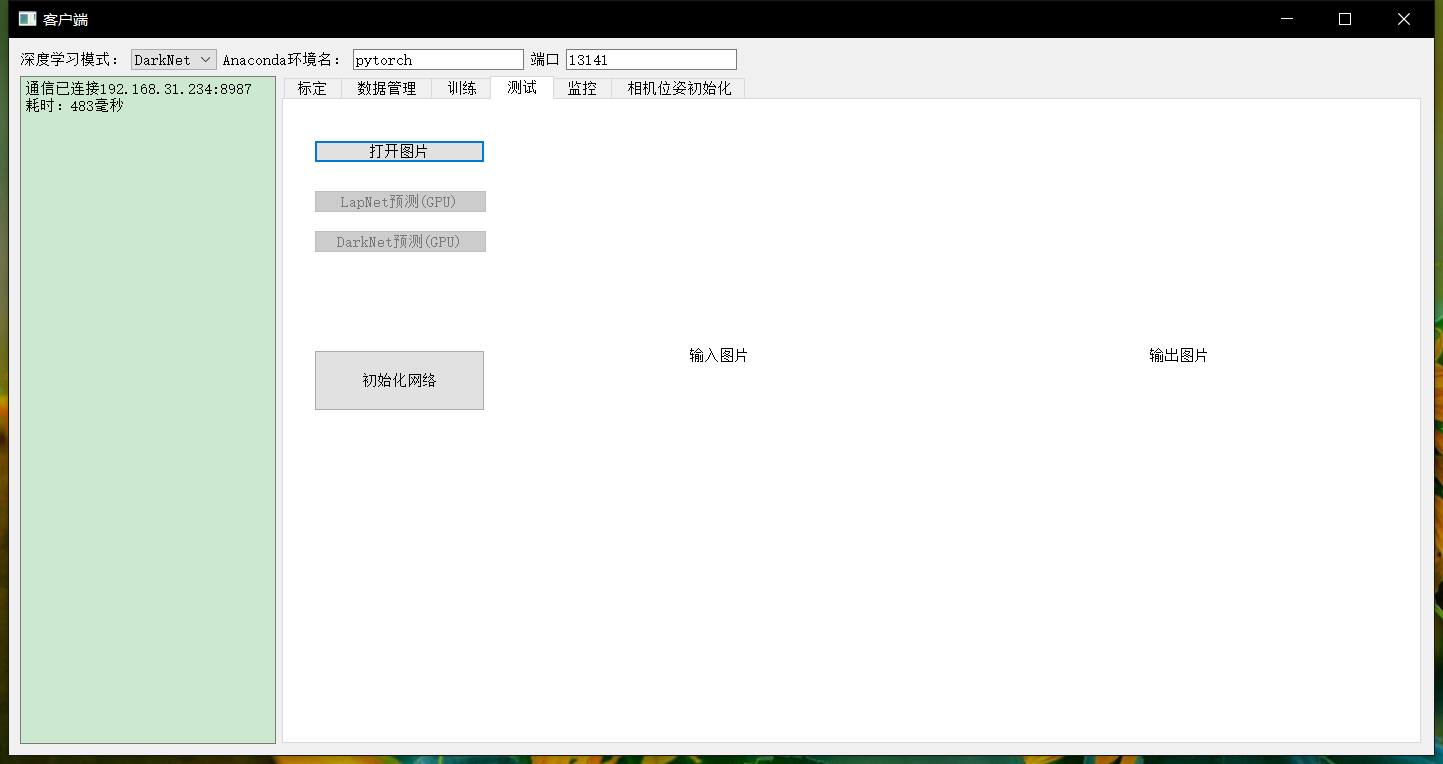 客户端
深度学习模式： DarkNet Anaconda环境名： pytorch 端口 13141
通信已连接192.168.31.234:8987
耗时：483毫秒
标定 数据管理 训练 测试 监控 相机位姿初始化
打开图片
LapNet预测(GPU)
DarkNet预测(GPU)
输入图片 输出图片
初始化网络